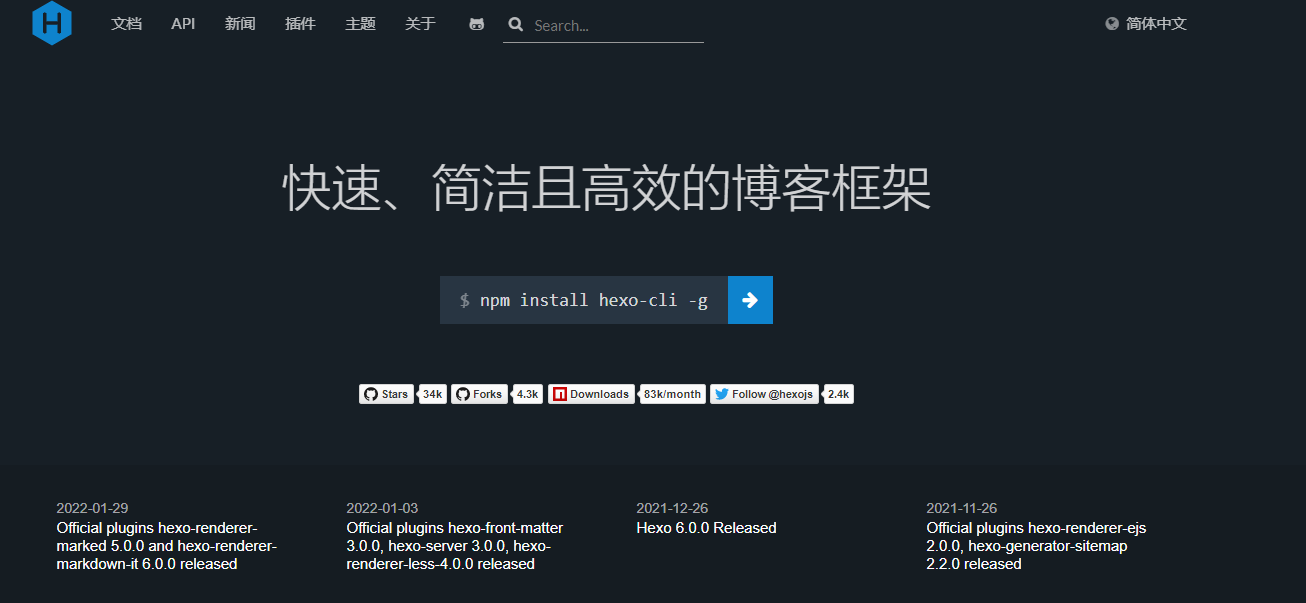 H 文档 API 新闻 插件 主题 关于 Search... 简体中文
快速、简洁且高效的博客框架
$ npm install hexo-cli -g
Stars 34k Forks 4.3k Downloads 83k/month Follow @hexojs 2.4k
2022-01-29
Official plugins hexo-renderer-
marked 5.0.0 and hexo-renderer-
markdown-it 6.0.0 released
2022-01-03
Official plugins hexo-front-matter
3.0.0, hexo-server 3.0.0, hexo-
renderer-less-4.0.0 released
2021-12-26
Hexo 6.0.0 Released
2021-11-26
Official plugins hexo-renderer-ejs
2.0.0, hexo-generator-sitemap
2.2.0 released